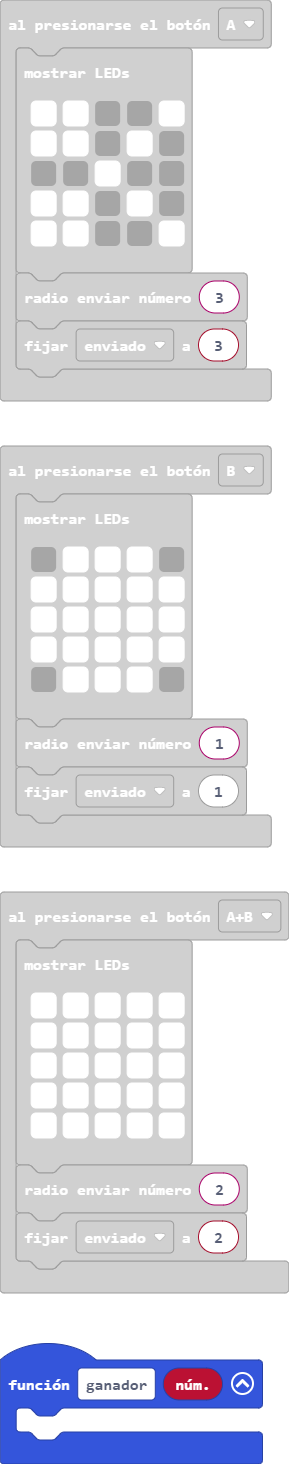 al presionarse el botón A
mostrar LEDs
radio enviar número 3
fijar enviado a 3
al presionarse el botón B
mostrar LEDs
radio enviar número 1
fijar enviado a 1
al presionarse el botón A+B
mostrar LEDs
radio enviar número 2
fijar enviado a 2
función ganador núm.